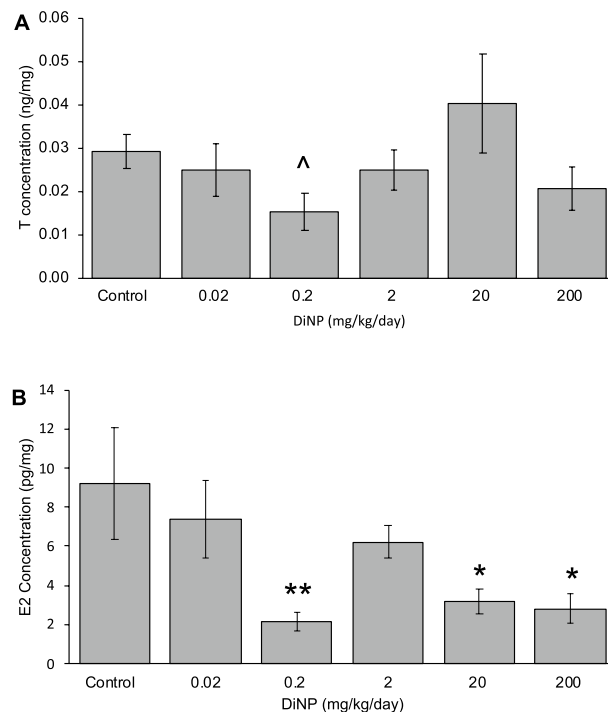 A
T concentration (ng/mg)
0.06
0.05
0.04
0.03
0.02
0.01
0.00
^
Control 0.02 0.2 2 20 200
DiNP (mg/kg/day)
B
E2 Concentration (pg/mg)
14
12
10
8
6
4
2
0
** * *
Control 0.02 0.2 2 20 200
DiNP (mg/kg/day)